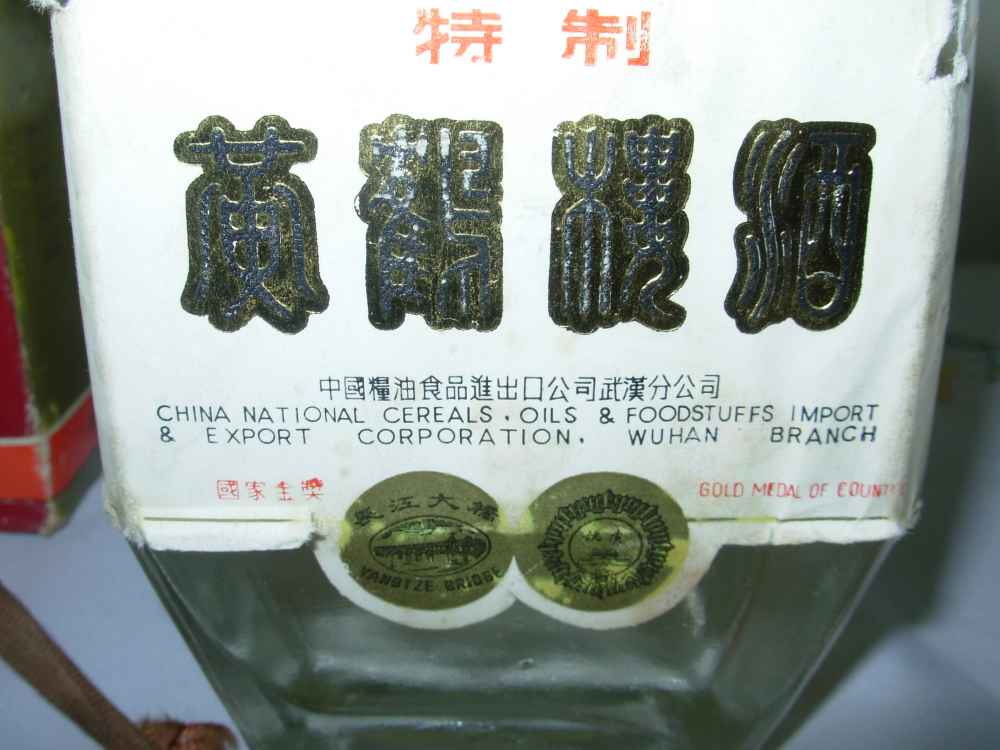 特制
黄鶴樓酒
中國糧油食品進出口公司武漢分公司
CHINA NATIONAL CEREALS · OILS & FOODSTUFFS IMPORT
& EXPORT CORPORATION. WUHAN BRANCH
國家金獎
GOLD MEDAL OF COUNT
長江大橋
YANGTZE BRIDGE